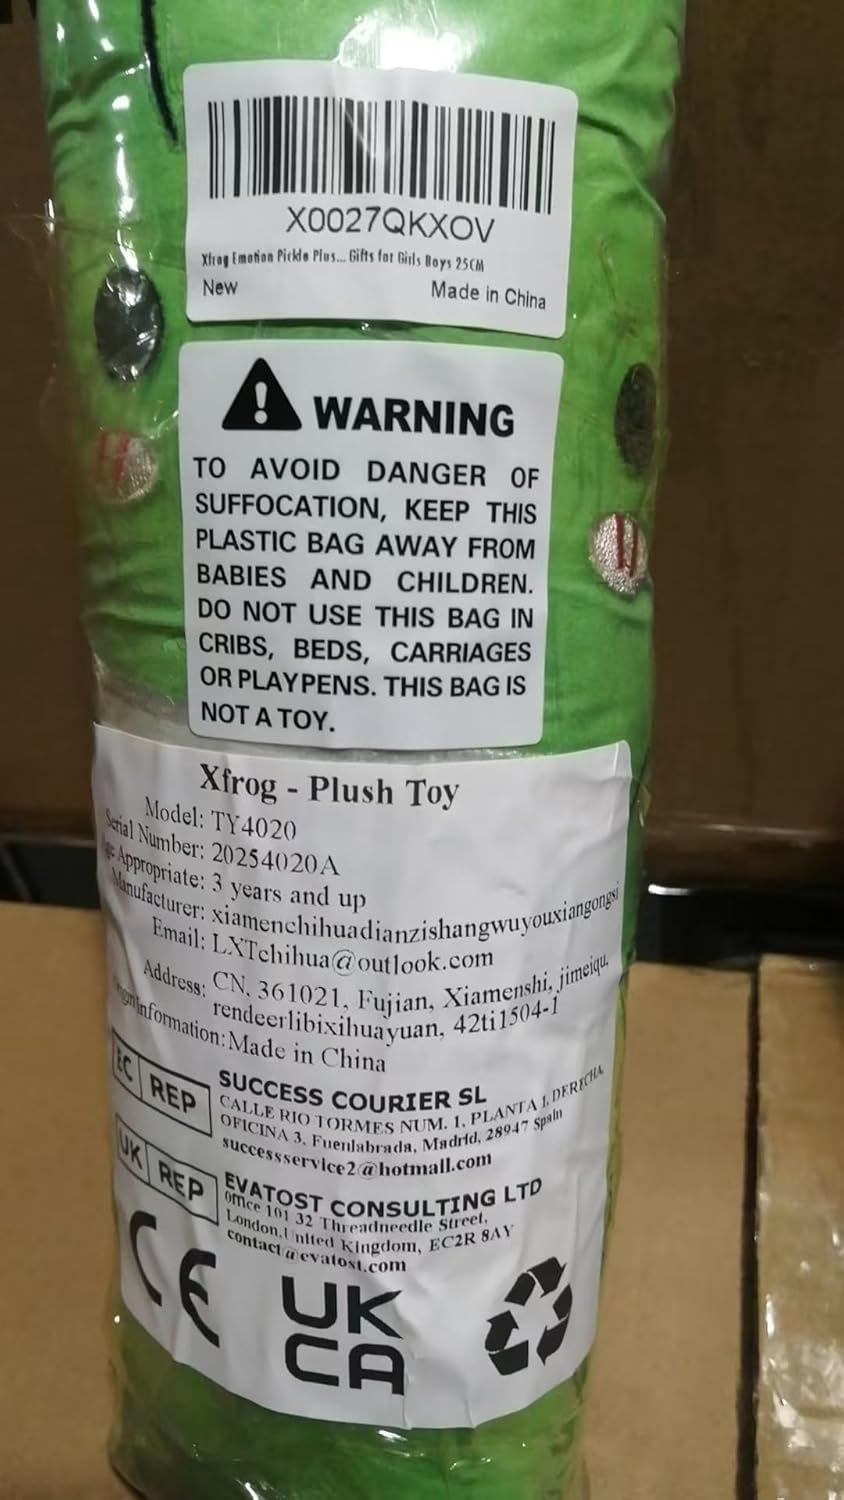 X0027QKXOV
Xfrog Emotion Pickle Plus... Gifts for Girls Boys 25CM
New Made in China
WARNING
TO AVOID DANGER OF
SUFFOCATION, KEEP THIS
PLASTIC BAG AWAY FROM
BABIES AND CHILDREN.
DO NOT USE THIS BAG IN
CRIBS, BEDS, CARRIAGES
OR PLAYPENS. THIS BAG IS
NOT A TOY.
Xfrog - Plush Toy
Model: TY4020
Serial Number: 20254020A
Appropriate: 3 years and up
Manufacturer: xiamenchihuadianzishangwuyouxiangongsi
Email: LXTchihua@outlook.com
Address: CN, 361021, Fujian, Xiamenshi, jimeiqu,
rendeerlibixihuayuan, 42ti1504-1
Information: Made in China
EC REP
SUCCESS COURIER SL
CALLE RIO TORMES NUM. 1, PLANTA 1, DERECHA,
OFICINA 3, Fuenlabrada, Madrid, 28947 Spain
successservice2@hotmail.com
UK REP
EVATOST CONSULTING LTD
Office 101 32 Threadneedle Street,
London, United Kingdom, EC2R 8AY
contact@evatost.com
CE
UK
CA